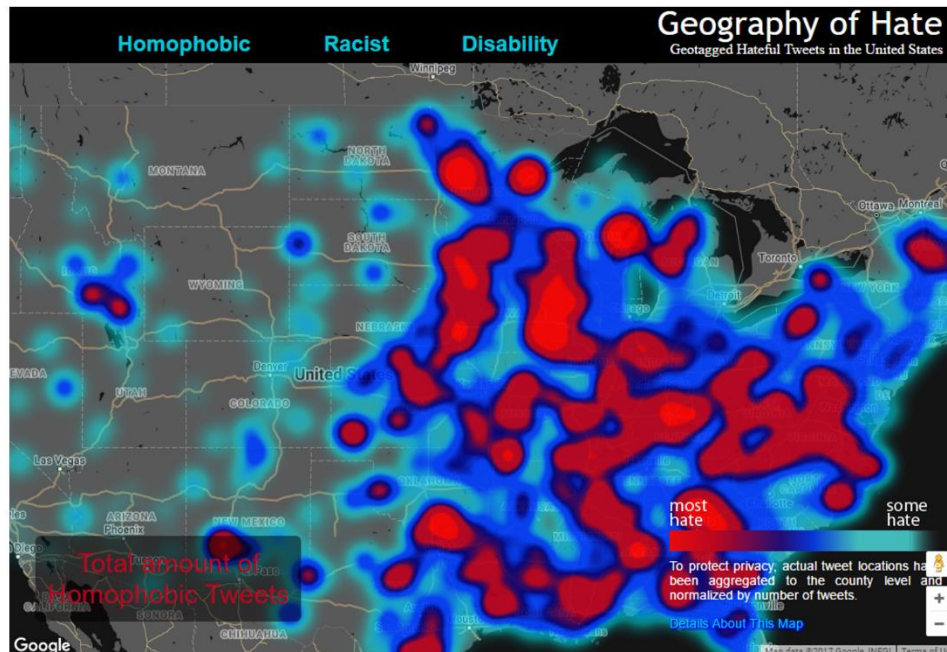 Geography of Hate
Homophobic Racist Disability
Geotagged Hateful Tweets in the United States
Winnipeg
NORTH
DAKOTA
MONTANA
Ottawa Montreal
SOUTH
DAKOTA
Toronto
WYOMING
Detroit
NEBRASKA
Denver
United States
UTAH
COLORADO
Las Vegas
OKLAHOMA
ARIZONA
NEW MEXICO
Phoenix
most
hate
some
hate
Total amount of
Homophobic Tweets
To protect privacy, actual tweet locations
been aggregated to the county level and
normalized by number of tweets.
Details About This Map
SONORA
CHIHUAHUA
Google
Map data ©2017 Google, INEGI